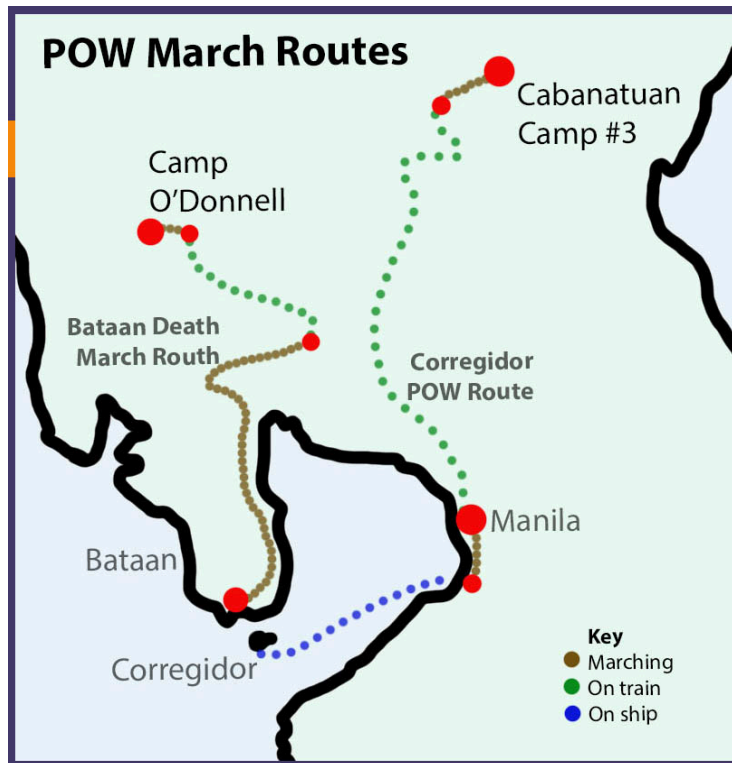 POW March Routes
Cabanatuan
Camp #3
Camp
O'Donnell
Bataan Death
March Routh
Corregidor
POW Route
Manila
Bataan
Corregidor
Key
Marching
On train
On ship